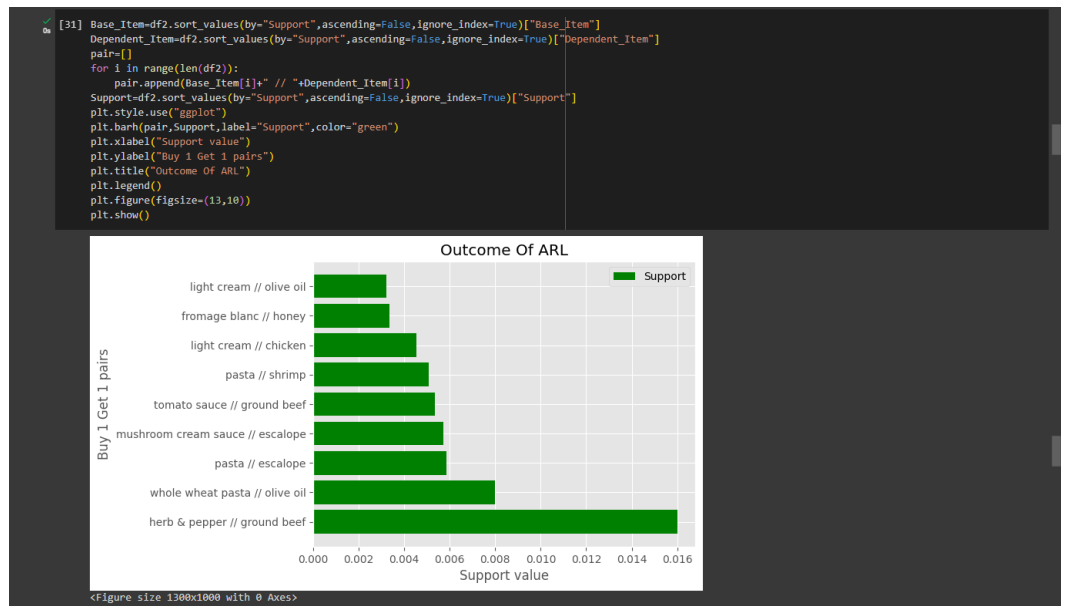 [31] Base_Item=df2.sort_values(by="Support",ascending=False,ignore_index=True)["Base_Item"]
0s
Dependent_Item=df2.sort_values(by="Support",ascending=False,ignore_index=True)["Dependent_Item"]
pair=[]
for i in range(len(df2)):
    pair.append(Base_Item[i]+" // "+Dependent_Item[i])
Support=df2.sort_values(by="Support",ascending=False,ignore_index=True)["Support"]
plt.style.use("ggplot")
plt.barh(pair,Support,label="Support",color="green")
plt.xlabel("Support value")
plt.ylabel("Buy 1 Get 1 pairs")
plt.title("Outcome Of ARL")
plt.legend()
plt.figure(figsize=(13,10))
plt.show()
Outcome Of ARL
Support
light cream // olive oil
fromage blanc // honey
light cream // chicken
pasta // shrimp
tomato sauce // ground beef
mushroom cream sauce // escalope
pasta // escalope
whole wheat pasta // olive oil
herb & pepper // ground beef
Buy 1 Get 1 pairs
0.000 0.002 0.004 0.006 0.008 0.010 0.012 0.014 0.016
Support value
<Figure size 1300x1000 with 0 Axes>